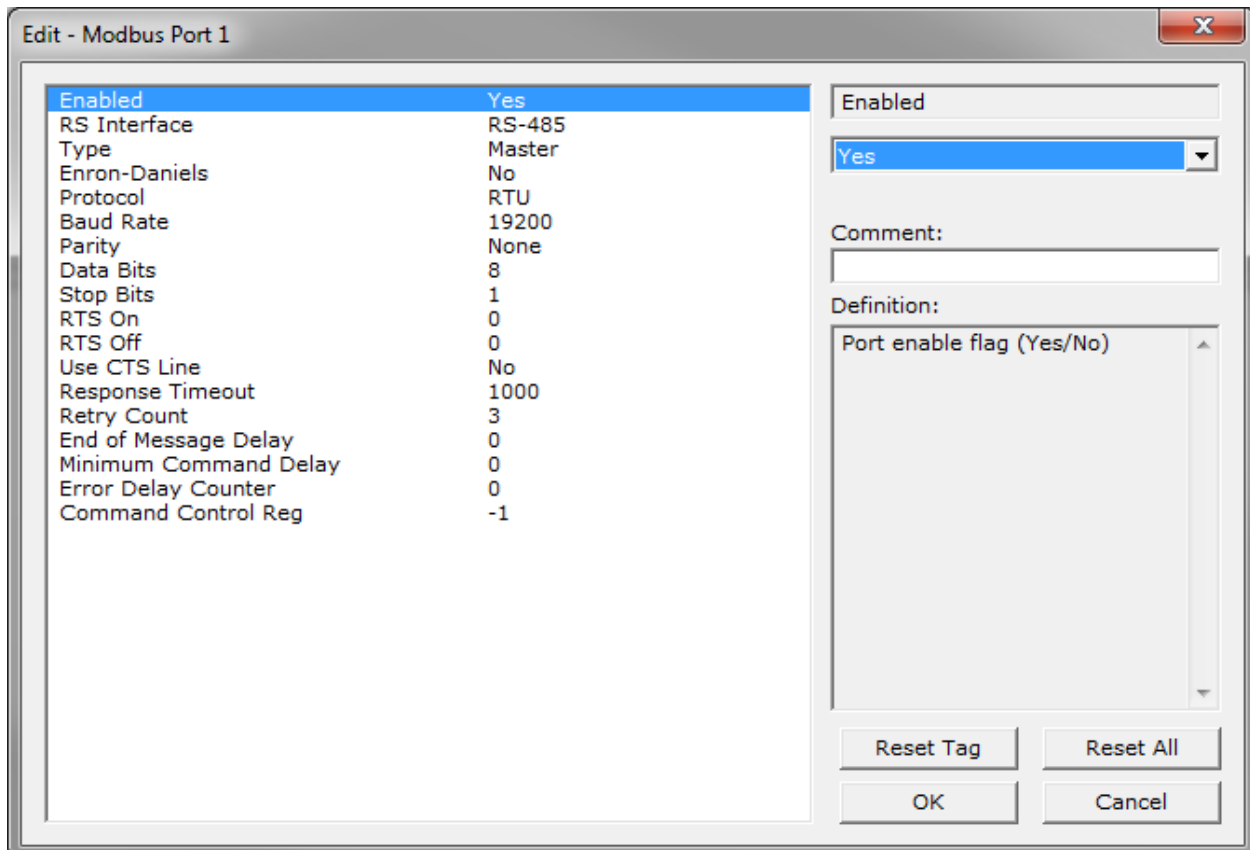 Edit - Modbus Port 1
Enabled Yes
RS Interface RS-485
Type Master
Enron-Daniels No
Protocol RTU
Baud Rate 19200
Parity None
Data Bits 8
Stop Bits 1
RTS On 0
RTS Off 0
Use CTS Line No
Response Timeout 1000
Retry Count 3
End of Message Delay 0
Minimum Command Delay 0
Error Delay Counter 0
Command Control Reg -1
Enabled
Yes
Comment:
Definition:
Port enable flag (Yes/No)
Reset Tag Reset All
OK Cancel